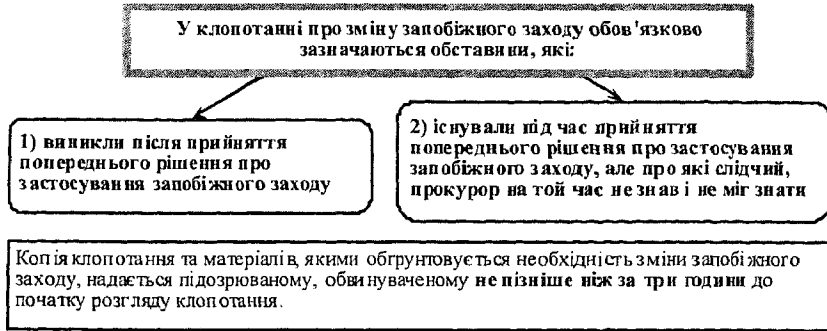 У клопотанні про зміну запобіжного заходу обов'язково
зазначаються обставини, які:
1) виникли після прийняття
попереднього рішення про
застосування запобіжного заходу
2) існували під час прийняття
попереднього рішення про застосування
запобіжного заходу, але про які слідчий,
прокурор на той час не знав і не міг знати
Копія клопотання та матеріалів, якими обґрунтовується необхідність зміни запобіжного
заходу, надається підозрюваному, обвинуваченому не пізніше ніж за три години до
початку розгляду клопотання.